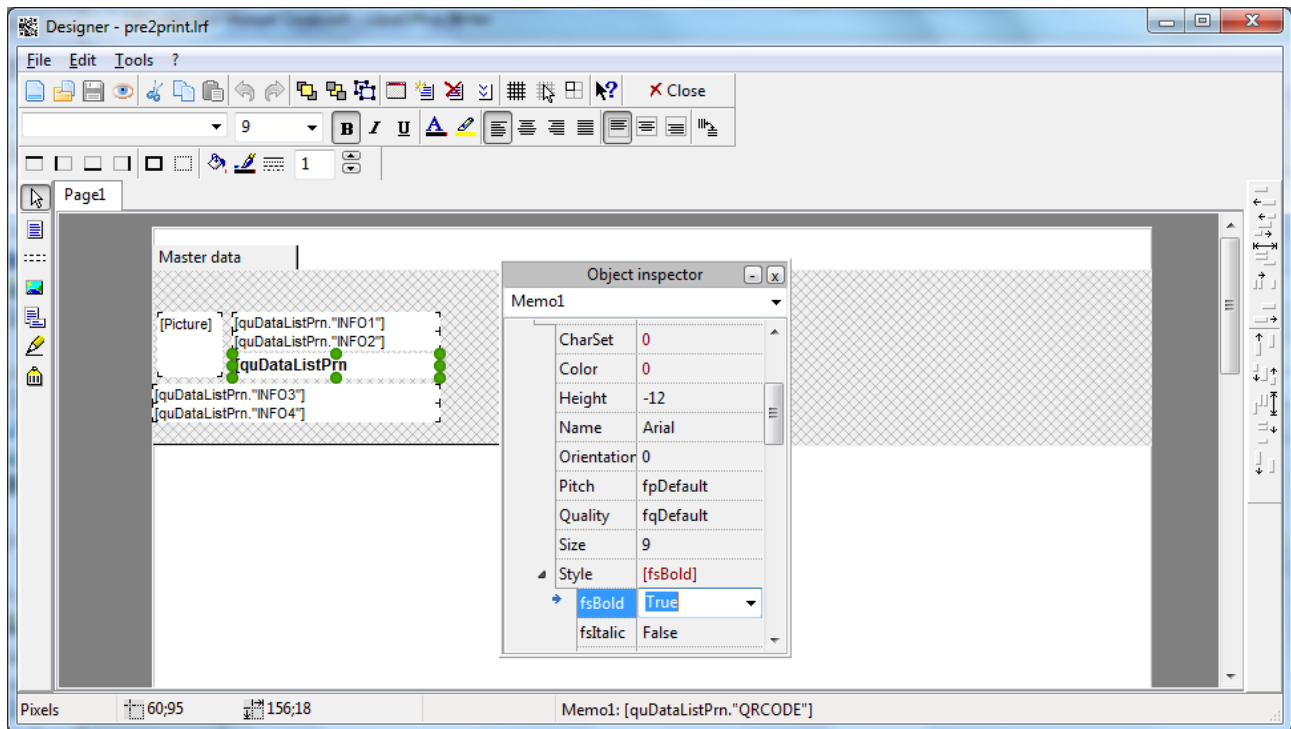 Designer - pre2print.lrf
File Edit Tools ?
Close
9
B I U A
1
Page1
Master data
[Picture]
[quDataListPrn."INFO1"]
[quDataListPrn."INFO2"]
[quDataListPrn
[quDataListPrn."INFO3"]
[quDataListPrn."INFO4"]
Object inspector
Memo1
CharSet 0
Color 0
Height -12
Name Arial
Orientation 0
Pitch fpDefault
Quality fqDefault
Size 9
Style [fsBold]
fsBold True
fsItalic False
Pixels 60;95 156;18 Memo1: [quDataListPrn."QRCODE"]